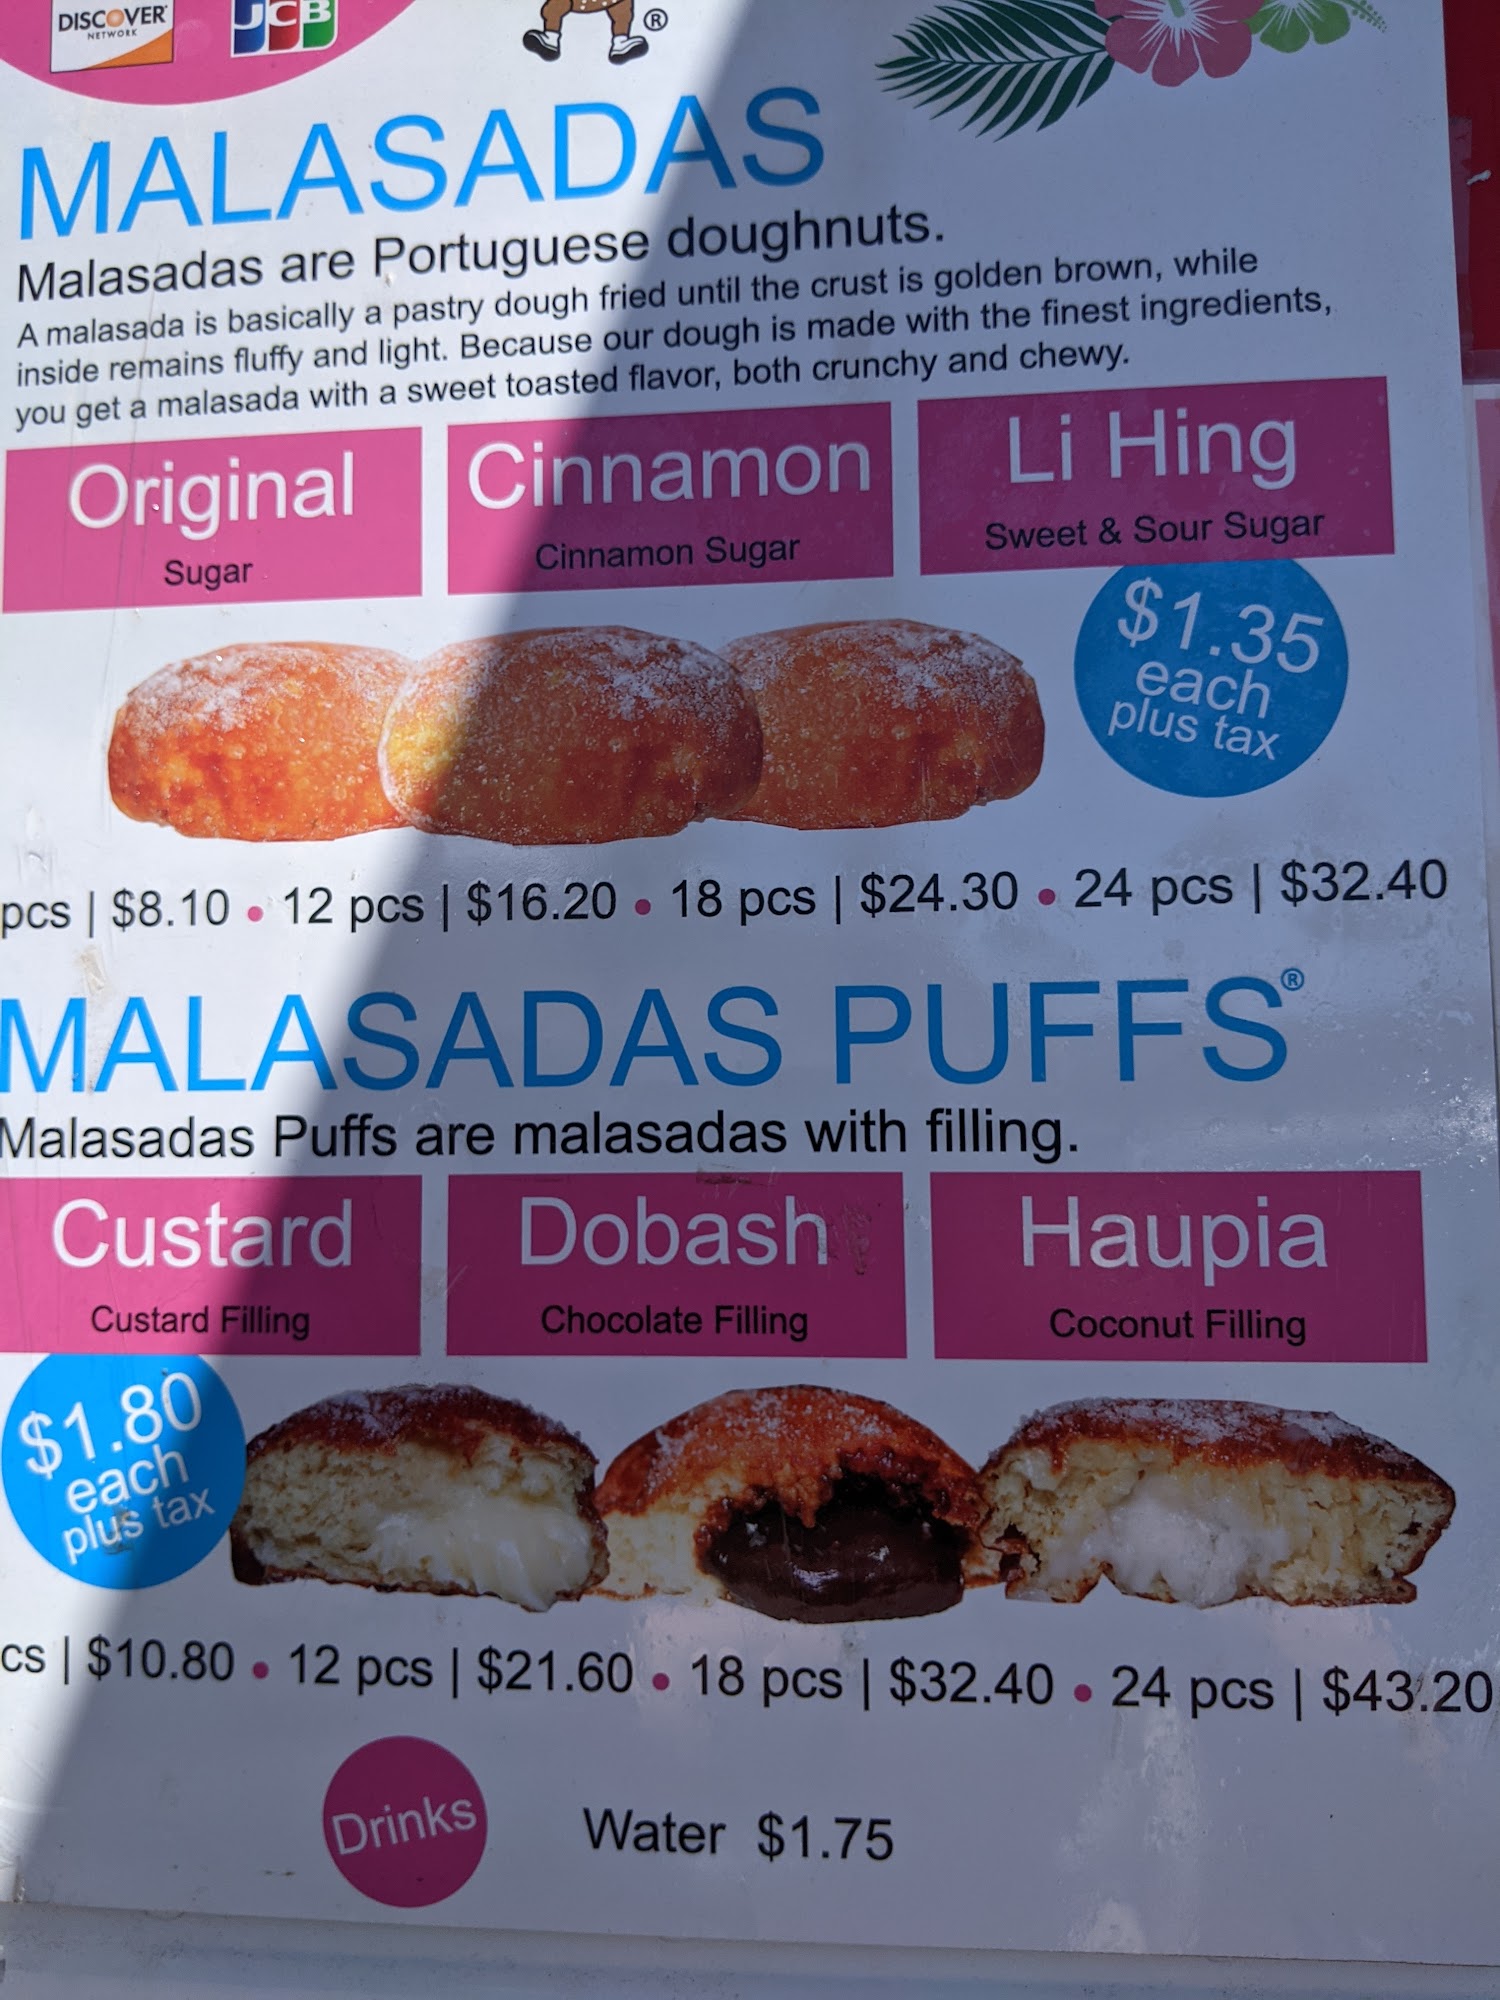 DISCOVER
NETWORK
JCB
®
MALASADAS
Malasadas are Portuguese doughnuts.
A malasada is basically a pastry dough fried until the crust is golden brown, while
inside remains fluffy and light. Because our dough is made with the finest ingredients,
you get a malasada with a sweet toasted flavor, both crunchy and chewy.
Original
Sugar
Cinnamon
Cinnamon Sugar
Li Hing
Sweet & Sour Sugar
$1.35
each
plus tax
pcs | $8.10 • 12 pcs | $16.20 • 18 pcs | $24.30 • 24 pcs | $32.40
MALASADAS PUFFS®
Malasadas Puffs are malasadas with filling.
Custard
Custard Filling
Dobash
Chocolate Filling
Haupia
Coconut Filling
$1.80
each
plus tax
cs | $10.80 • 12 pcs | $21.60 • 18 pcs | $32.40 • 24 pcs | $43.20
Drinks
Water $1.75